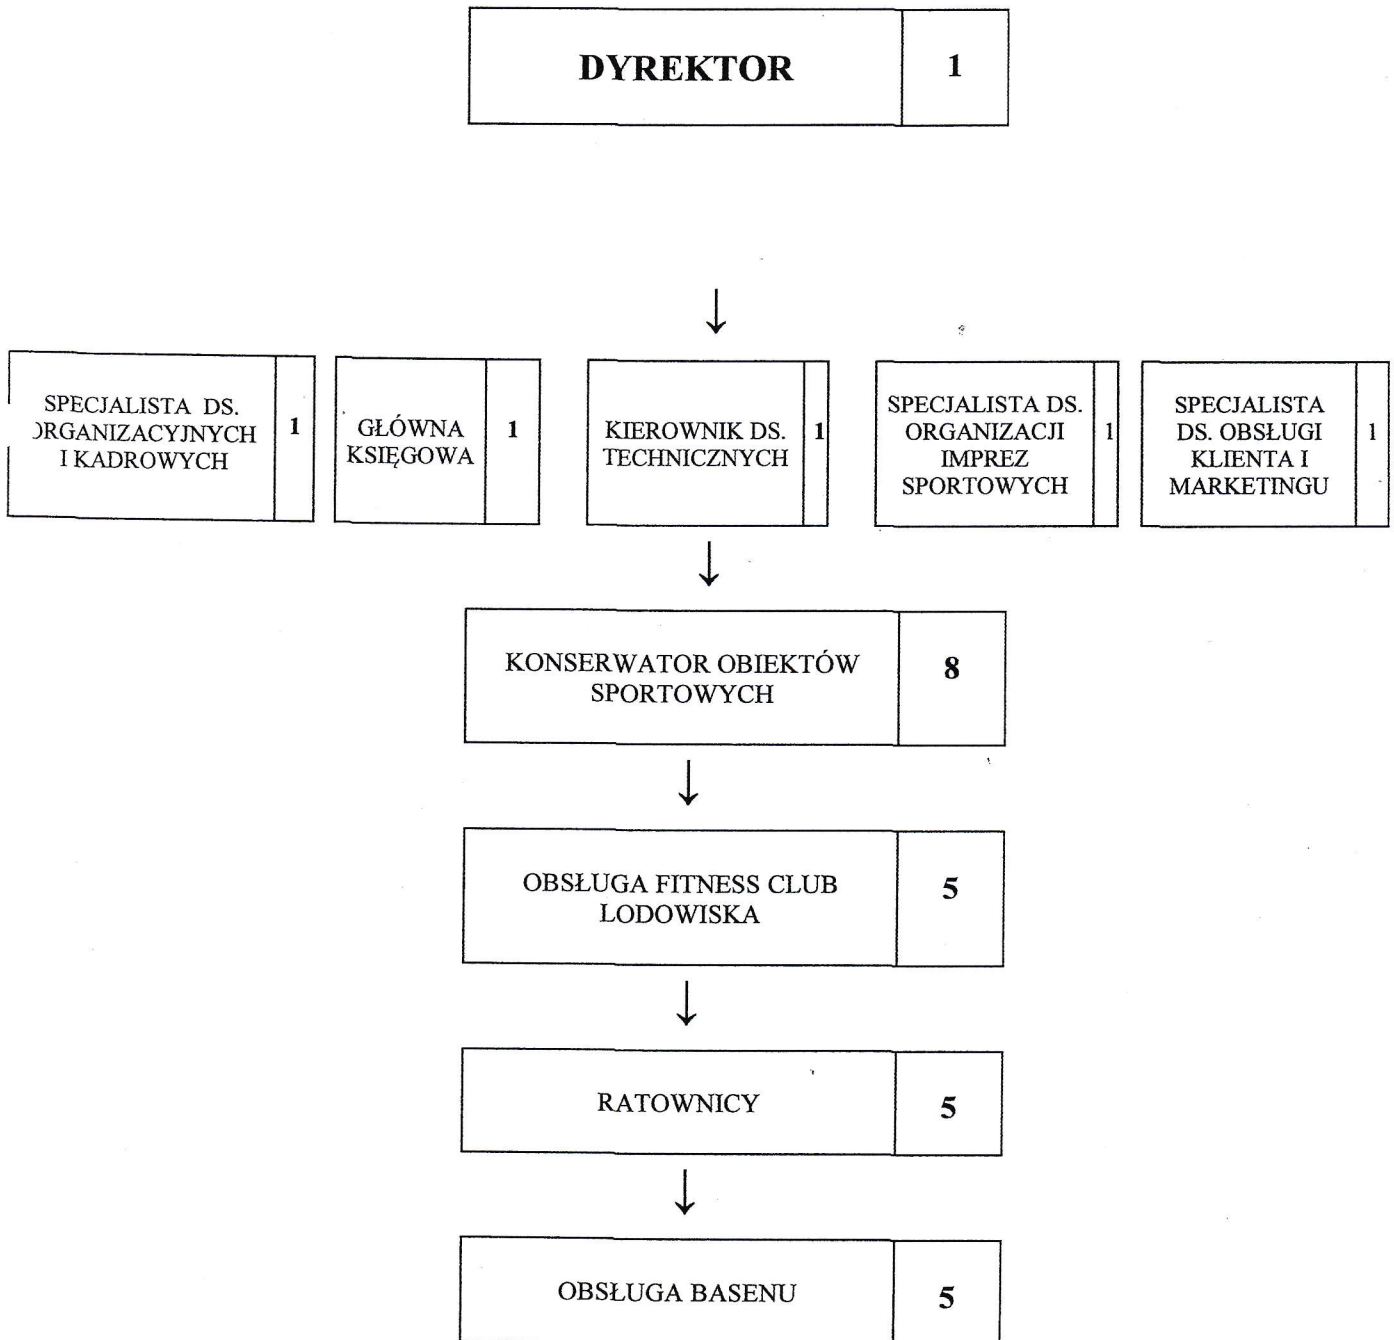 DYREKTOR 1
SPECJALISTA DS.
ORGANIZACYJNYCH
I KADROWYCH
1
GŁÓWNA
KSIĘGOWA
1
KIEROWNIK DS.
TECHNICZNYCH
1
SPECJALISTA DS.
ORGANIZACJI
IMPREZ
SPORTOWYCH
1
SPECJALISTA
DS. OBSŁUGI
KLIENTA I
MARKETINGU
1
KONSERWATOR OBIEKTÓW
SPORTOWYCH
8
OBSŁUGA FITNESS CLUB
LODOWISKA
5
RATOWNICY 5
OBSŁUGA BASENU 5